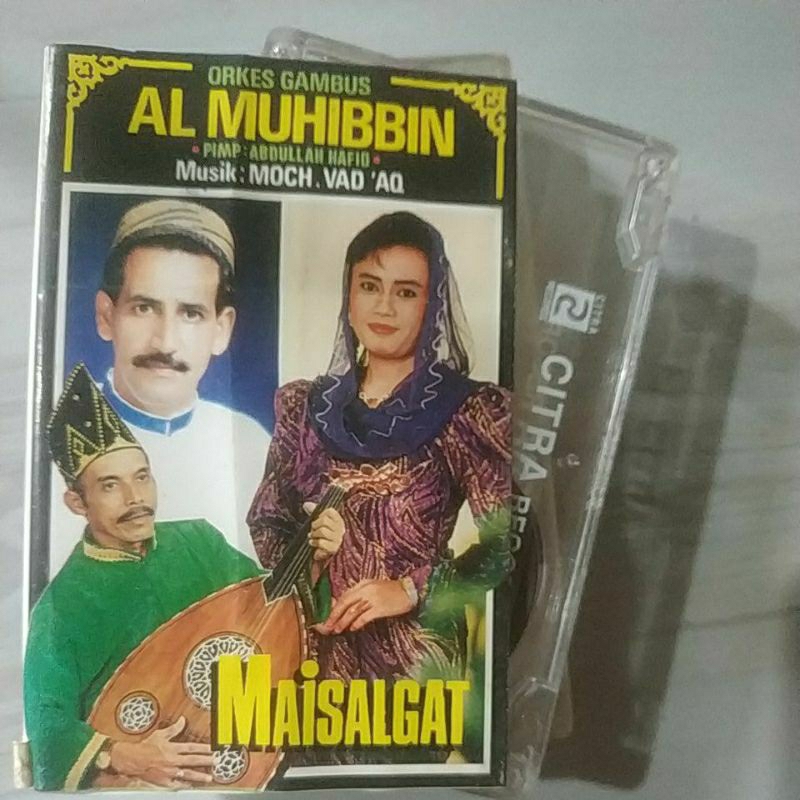 ORKES GAMBUS
AL MUHIBBIN
• PIMP : ABDULLAH HAFID •
Musik : MOCH . VAD 'AQ
MAiSALGAT
CITRA